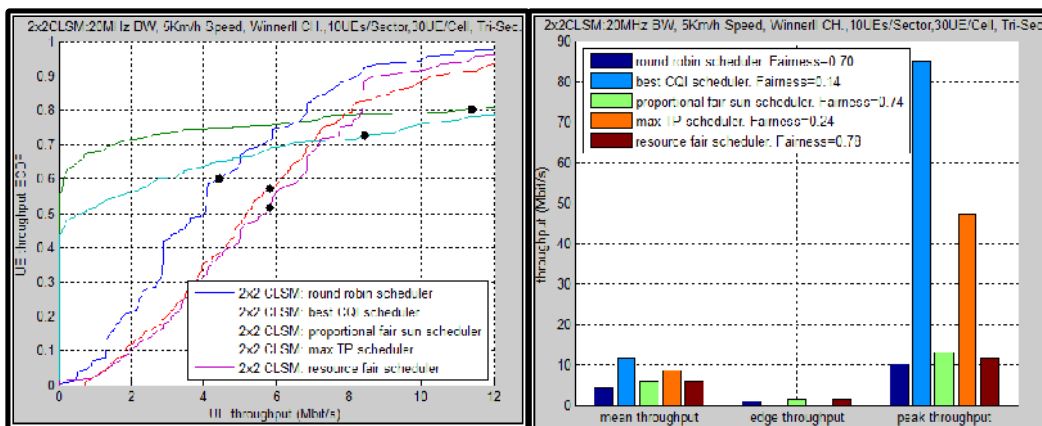 2x2CLSM:20MHz BW, 5Km/h Speed, WinnerII CH.,10UEs/Sector,30UE/Cell, Tri-Sec.
UE throughput ECDF
1
0.9
0.8
0.7
0.6
0.5
0.4
0.3
0.2
0.1
0
2x2 CLSM: round robin scheduler
2x2 CLSM: best CQI scheduler
2x2 CLSM: proportional fair sun scheduler
2x2 CLSM: max TP scheduler
2x2 CLSM: resource fair scheduler
0 2 4 6 8 10 12
UE throughput (Mbit/s)
2x2CLSM:20MHz BW, 5Km/h Speed, WinnerII CH.,10UEs/Sector,30UE/Cell, Tri-Sec
throughput (Mbit/s)
90
80
70
60
50
40
30
20
10
0
round robin scheduler. Fairness=0.70
best CQI scheduler. Fairness=0.14
proportional fair sun scheduler. Fairness=0.74
max TP scheduler. Fairness=0.24
resource fair scheduler. Fairness=0.78
mean throughput edge throughput peak throughput